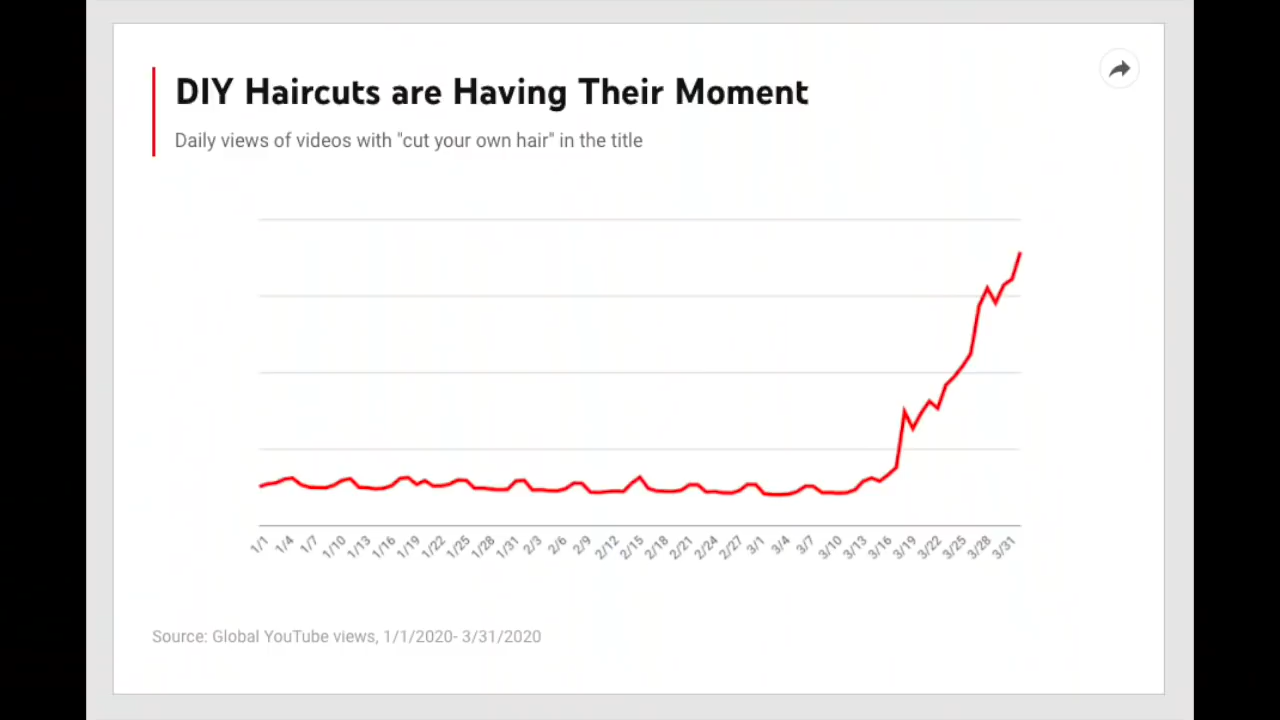 DIY Haircuts are Having Their Moment
Daily views of videos with "cut your own hair" in the title
1/1 1/4 1/7 1/10 1/13 1/16 1/19 1/22 1/25 1/28 1/31 2/3 2/6 2/9 2/12 2/15 2/18 2/21 2/24 2/27 3/1 3/4 3/7 3/10 3/13 3/16 3/19 3/22 3/25 3/28 3/31
Source: Global YouTube views, 1/1/2020- 3/31/2020